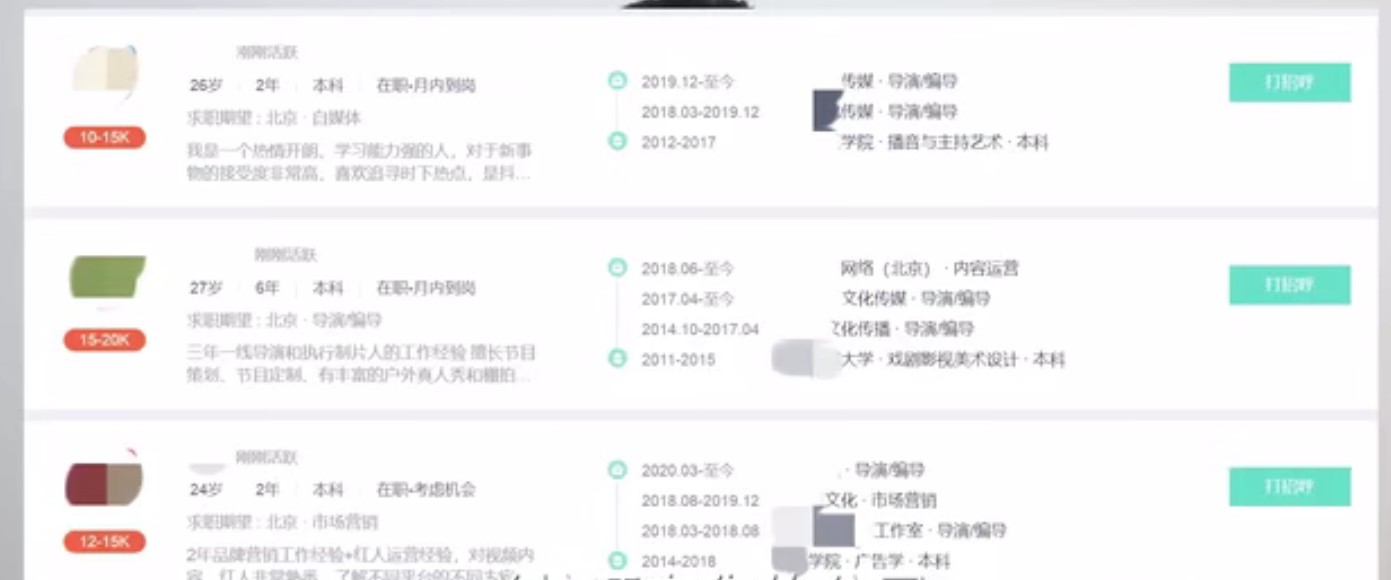 刚刚活跃
26岁 2年 本科 在职·月内到岗
求职期望：北京·自媒体
我是一个热情开朗、学习能力强的人，对于新事
物的接受度非常高，喜欢追寻时下热点，是抖...
10-15K
2019.12-至今 传媒·导演/编导
2018.03-2019.12 传媒·导演/编导
2012-2017 学院·播音与主持艺术·本科
打招呼
刚刚活跃
27岁 6年 本科 在职·月内到岗
求职期望：北京·导演/编导
三年一线导演和执行制片人的工作经验 擅长节目
策划、节目定制、有丰富的户外真人秀和棚拍...
15-20K
2018.06-至今 网络（北京）·内容运营
2017.04-至今 文化传媒·导演/编导
2014.10-2017.04 文化传播·导演/编导
2011-2015 大学·戏剧影视美术设计·本科
打招呼
刚刚活跃
24岁 2年 本科 在职·考虑机会
求职期望：北京·市场营销
2年品牌营销工作经验+红人运营经验，对视频内
容、红人非常熟悉，了解不同平台的不同
12-15K
2020.03-至今 ·导演/编导
2018.08-2019.12 文化·市场营销
2018.03-2018.08 工作室·导演/编导
2014-2018 学院·广告学·本科
打招呼